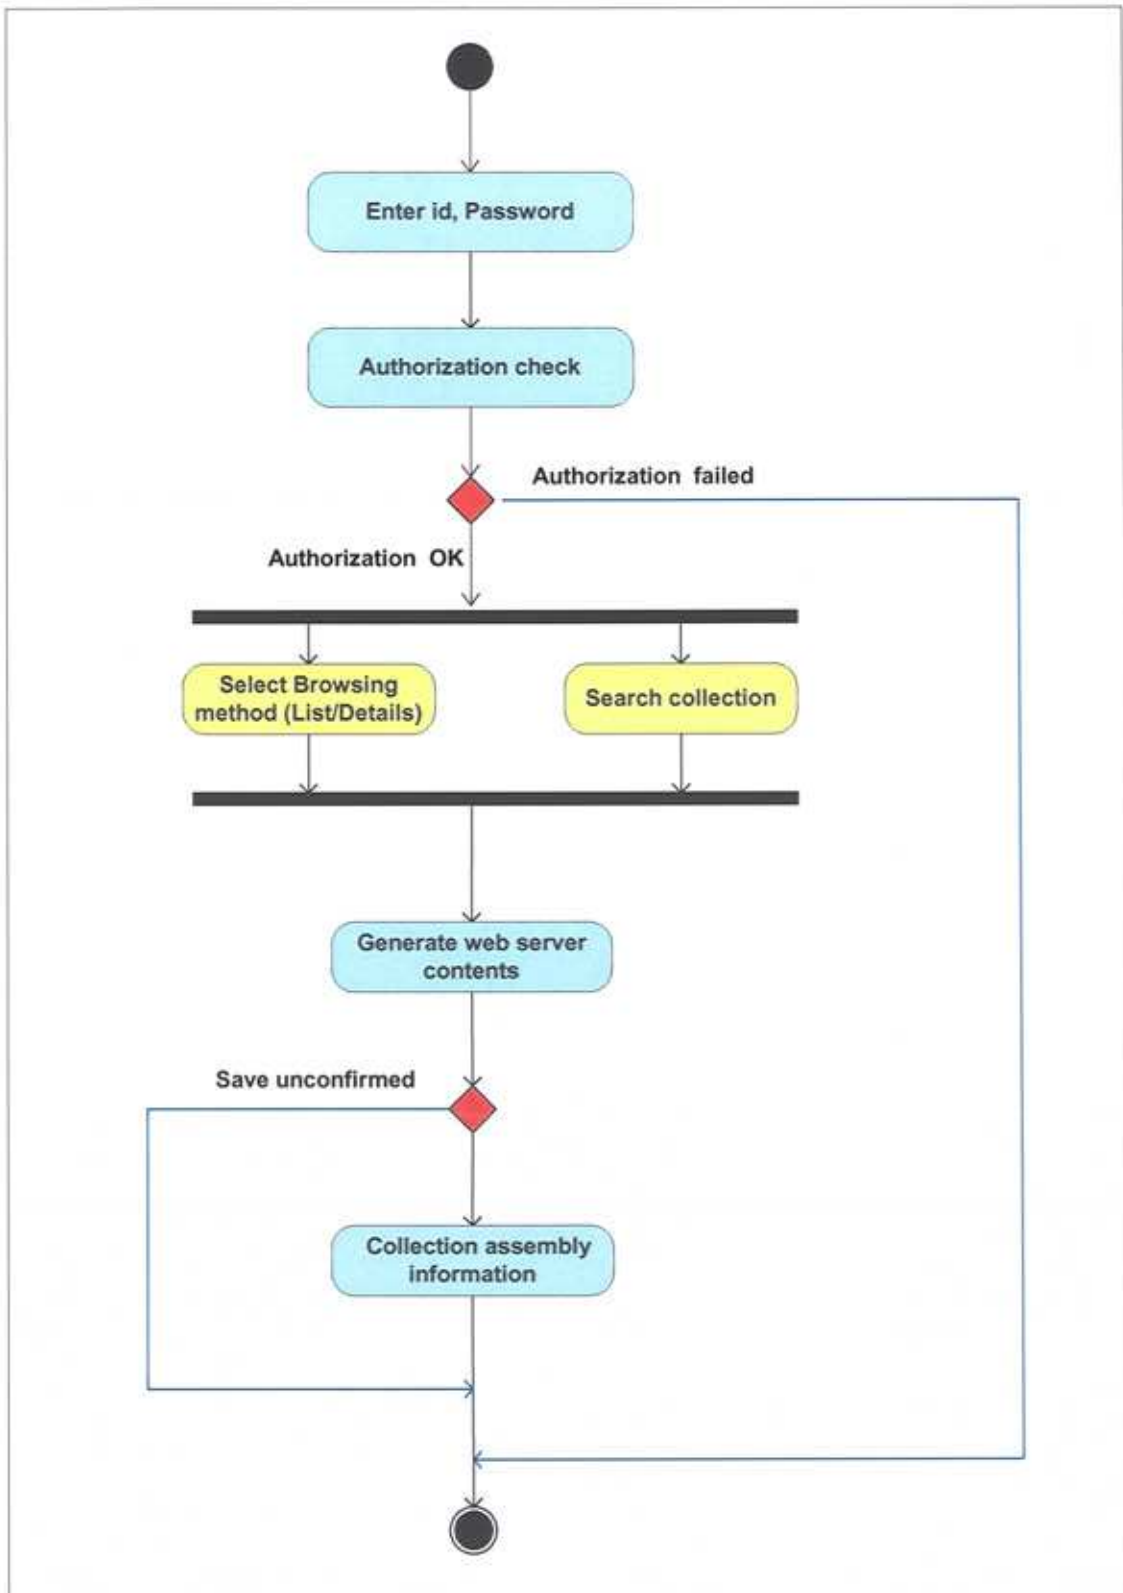 Enter id, Password
Authorization check
Authorization failed
Authorization OK
Select Browsing
method (List/Details)
Search collection
Generate web server
contents
Save unconfirmed
Collection assembly
information